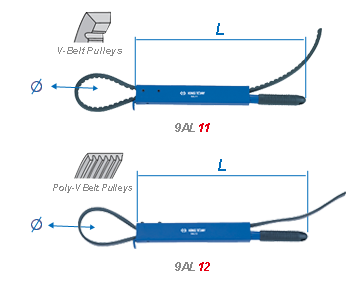 L
V-Belt Pulleys
Ø
KING TONY
9AL11
L
Poly-V Belt Pulleys
Ø
KING TONY
9AL12